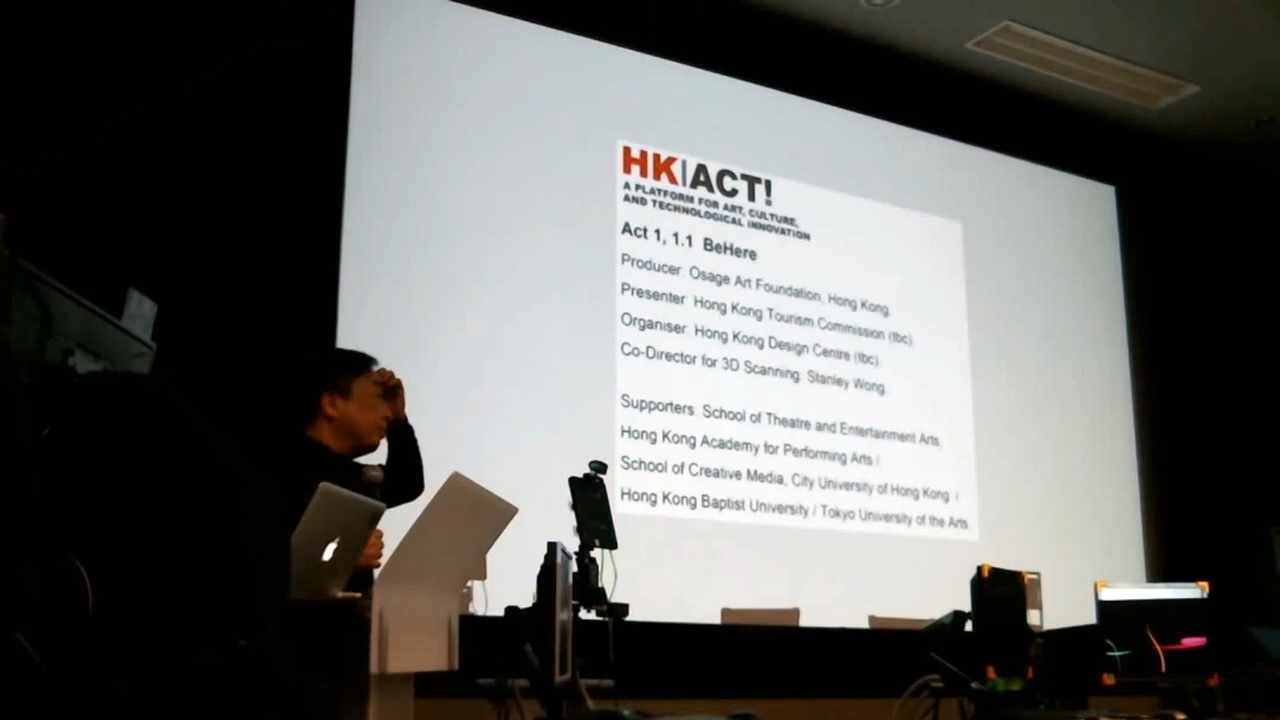 HK|ACT!
A PLATFORM FOR ART, CULTURE,
AND TECHNOLOGICAL INNOVATION
Act 1, 1.1 BeHere
Producer: Osage Art Foundation, Hong Kong.
Presenter: Hong Kong Tourism Commission (tbc).
Organiser: Hong Kong Design Centre (tbc).
Co-Director for 3D Scanning: Stanley Wong.
Supporters: School of Theatre and Entertainment Arts,
Hong Kong Academy for Performing Arts /
School of Creative Media, City University of Hong Kong /
Hong Kong Baptist University / Tokyo University of the Arts.